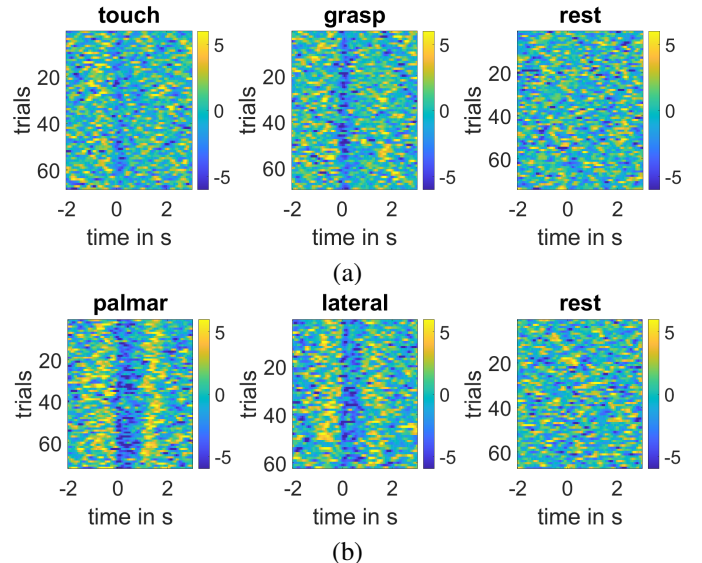 touch grasp rest
5 5 5
20 20 20
trials trials trials
40 0 40 0 40 0
60 60 60
-5 -5 -5
-2 0 2 -2 0 2 -2 0 2
time in s time in s time in s
(a)
palmar lateral rest
5 5 5
20 20 20
trials trials trials
40 0 40 0 40 0
60 60 60
-5 -5 -5
-2 0 2 -2 0 2 -2 0 2
time in s time in s time in s
(b)